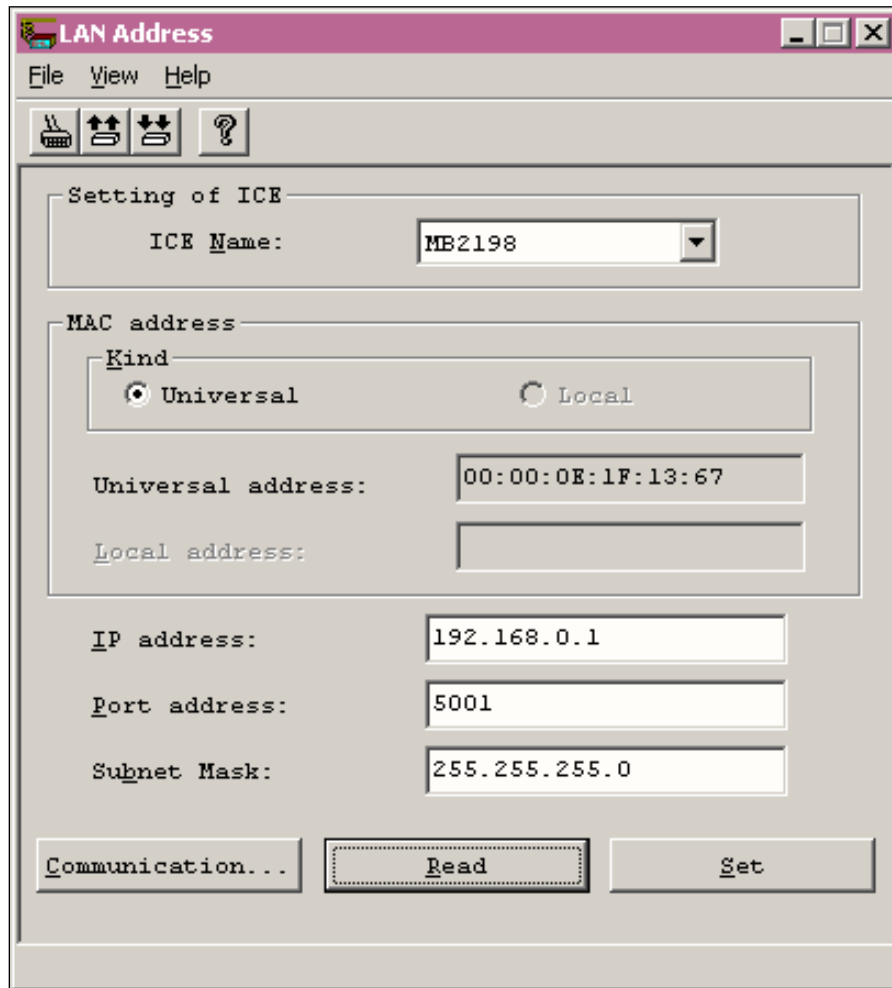 LAN Address
File View Help
Setting of ICE
ICE Name: MB2198
MAC address
Kind
Universal Local
Universal address: 00:00:0E:1F:13:67
Local address:
IP address: 192.168.0.1
Port address: 5001
Subnet Mask: 255.255.255.0
Communication... Read Set